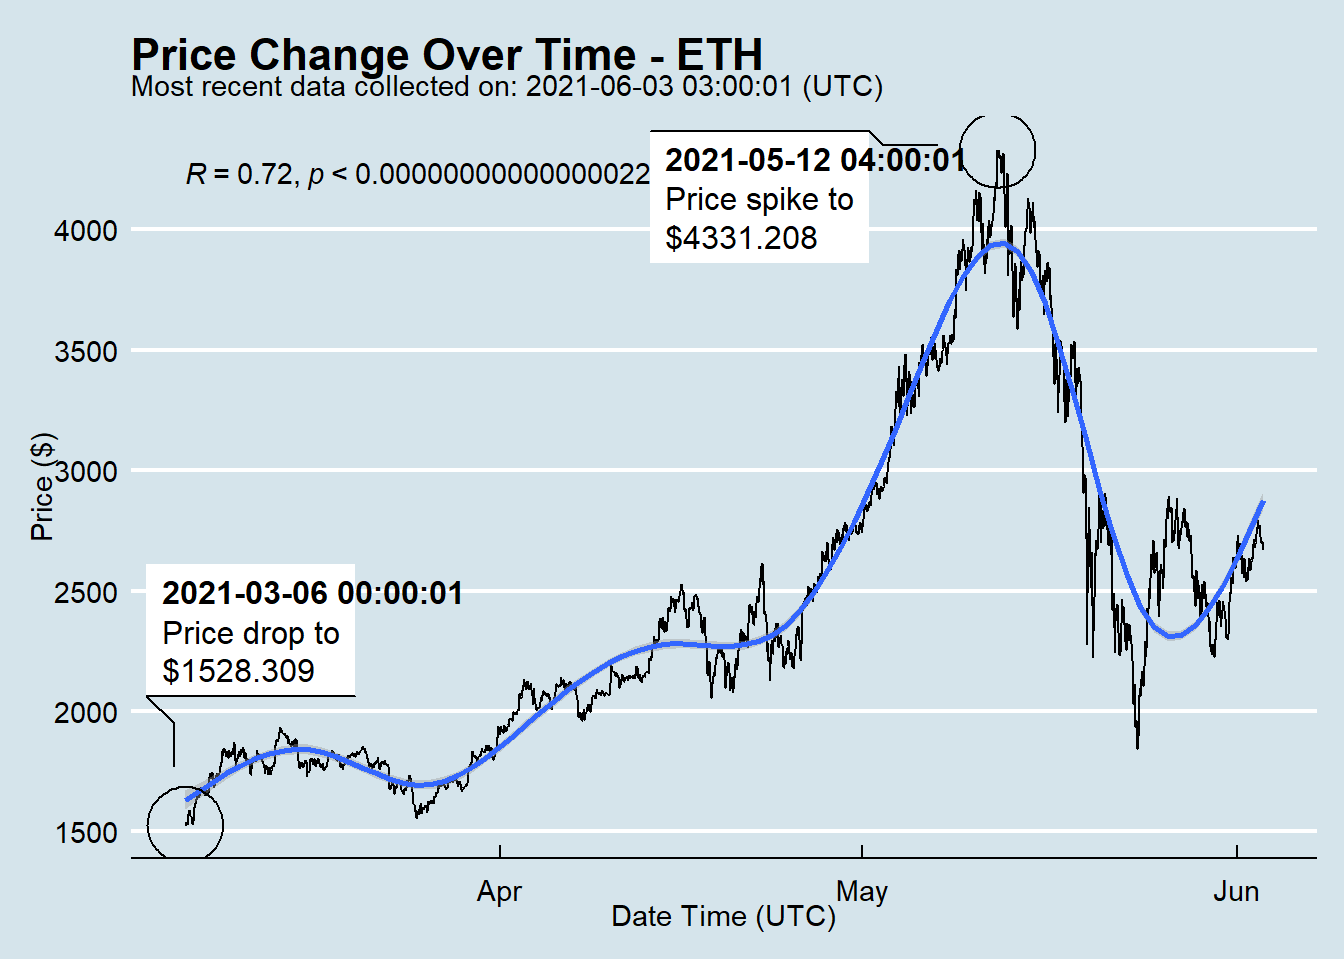 Price Change Over Time - ETH
Most recent data collected on: 2021-06-03 03:00:01 (UTC)
R = 0.72, p < 0.00000000000000022
2021-05-12 04:00:01
Price spike to
$4331.208
4000
3500
3000
2500
2000
1500
Price ($)
2021-03-06 00:00:01
Price drop to
$1528.309
Apr
May
Jun
Date Time (UTC)